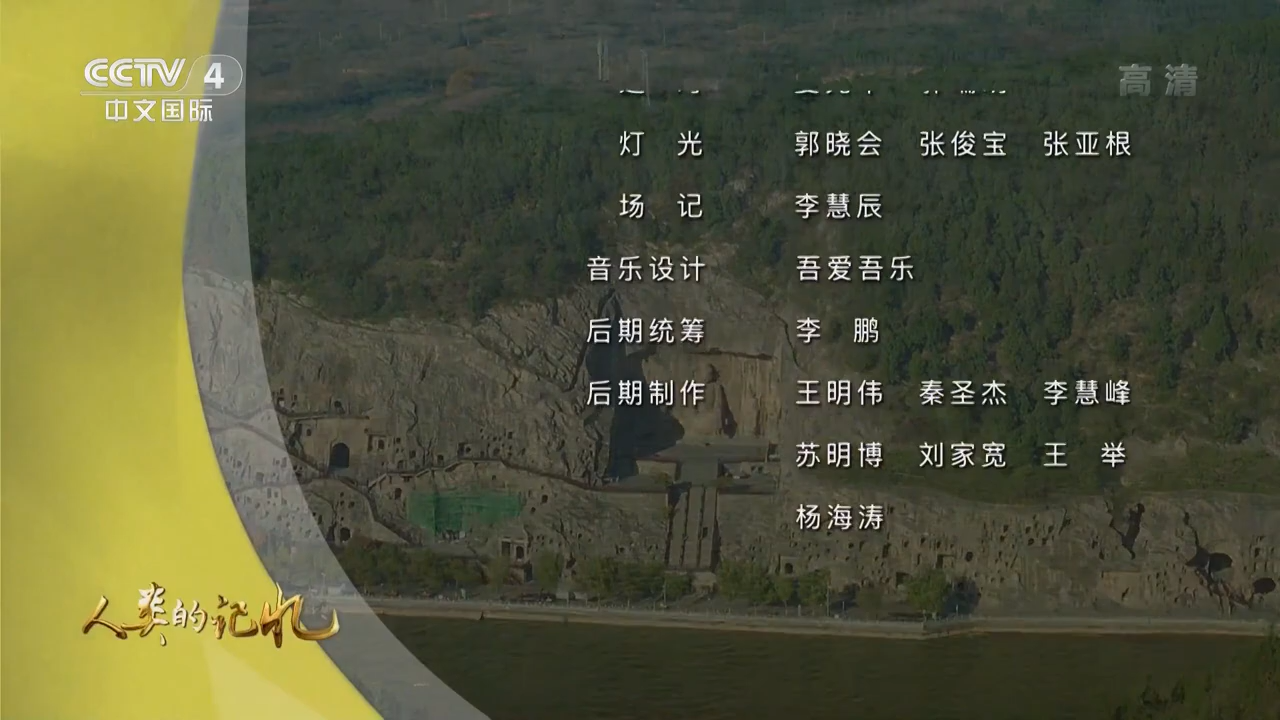 CCTV 4
中文国际
高清
灯 光 郭晓会 张俊宝 张亚根
场 记 李慧辰
音乐设计 吾爱吾乐
后期统筹 李 鹏
后期制作 王明伟 秦圣杰 李慧峰
苏明博 刘家宽 王 举
杨海涛
人类的记忆